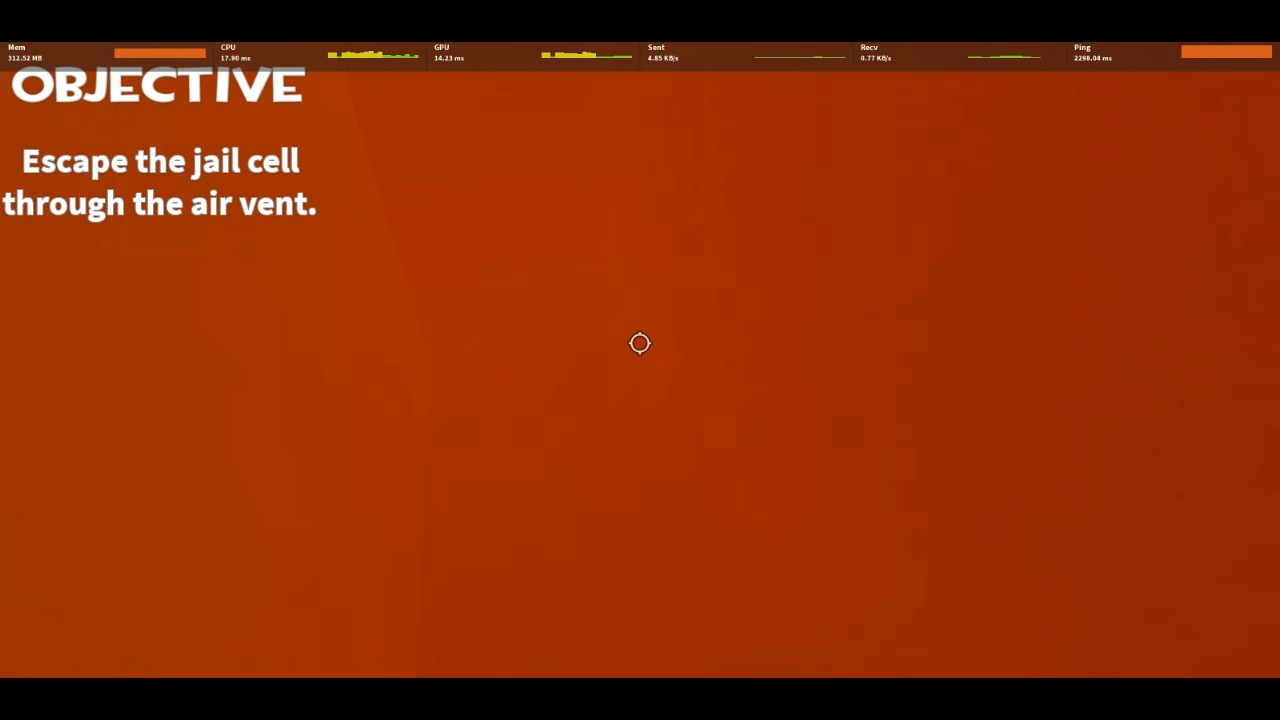 Mem CPU GPU Sent Recv Ping
312.52 MB 17.90 ms 14.23 ms 4.85 KB/s 0.77 KB/s 2298.04 ms
OBJECTIVE
Escape the jail cell
through the air vent.